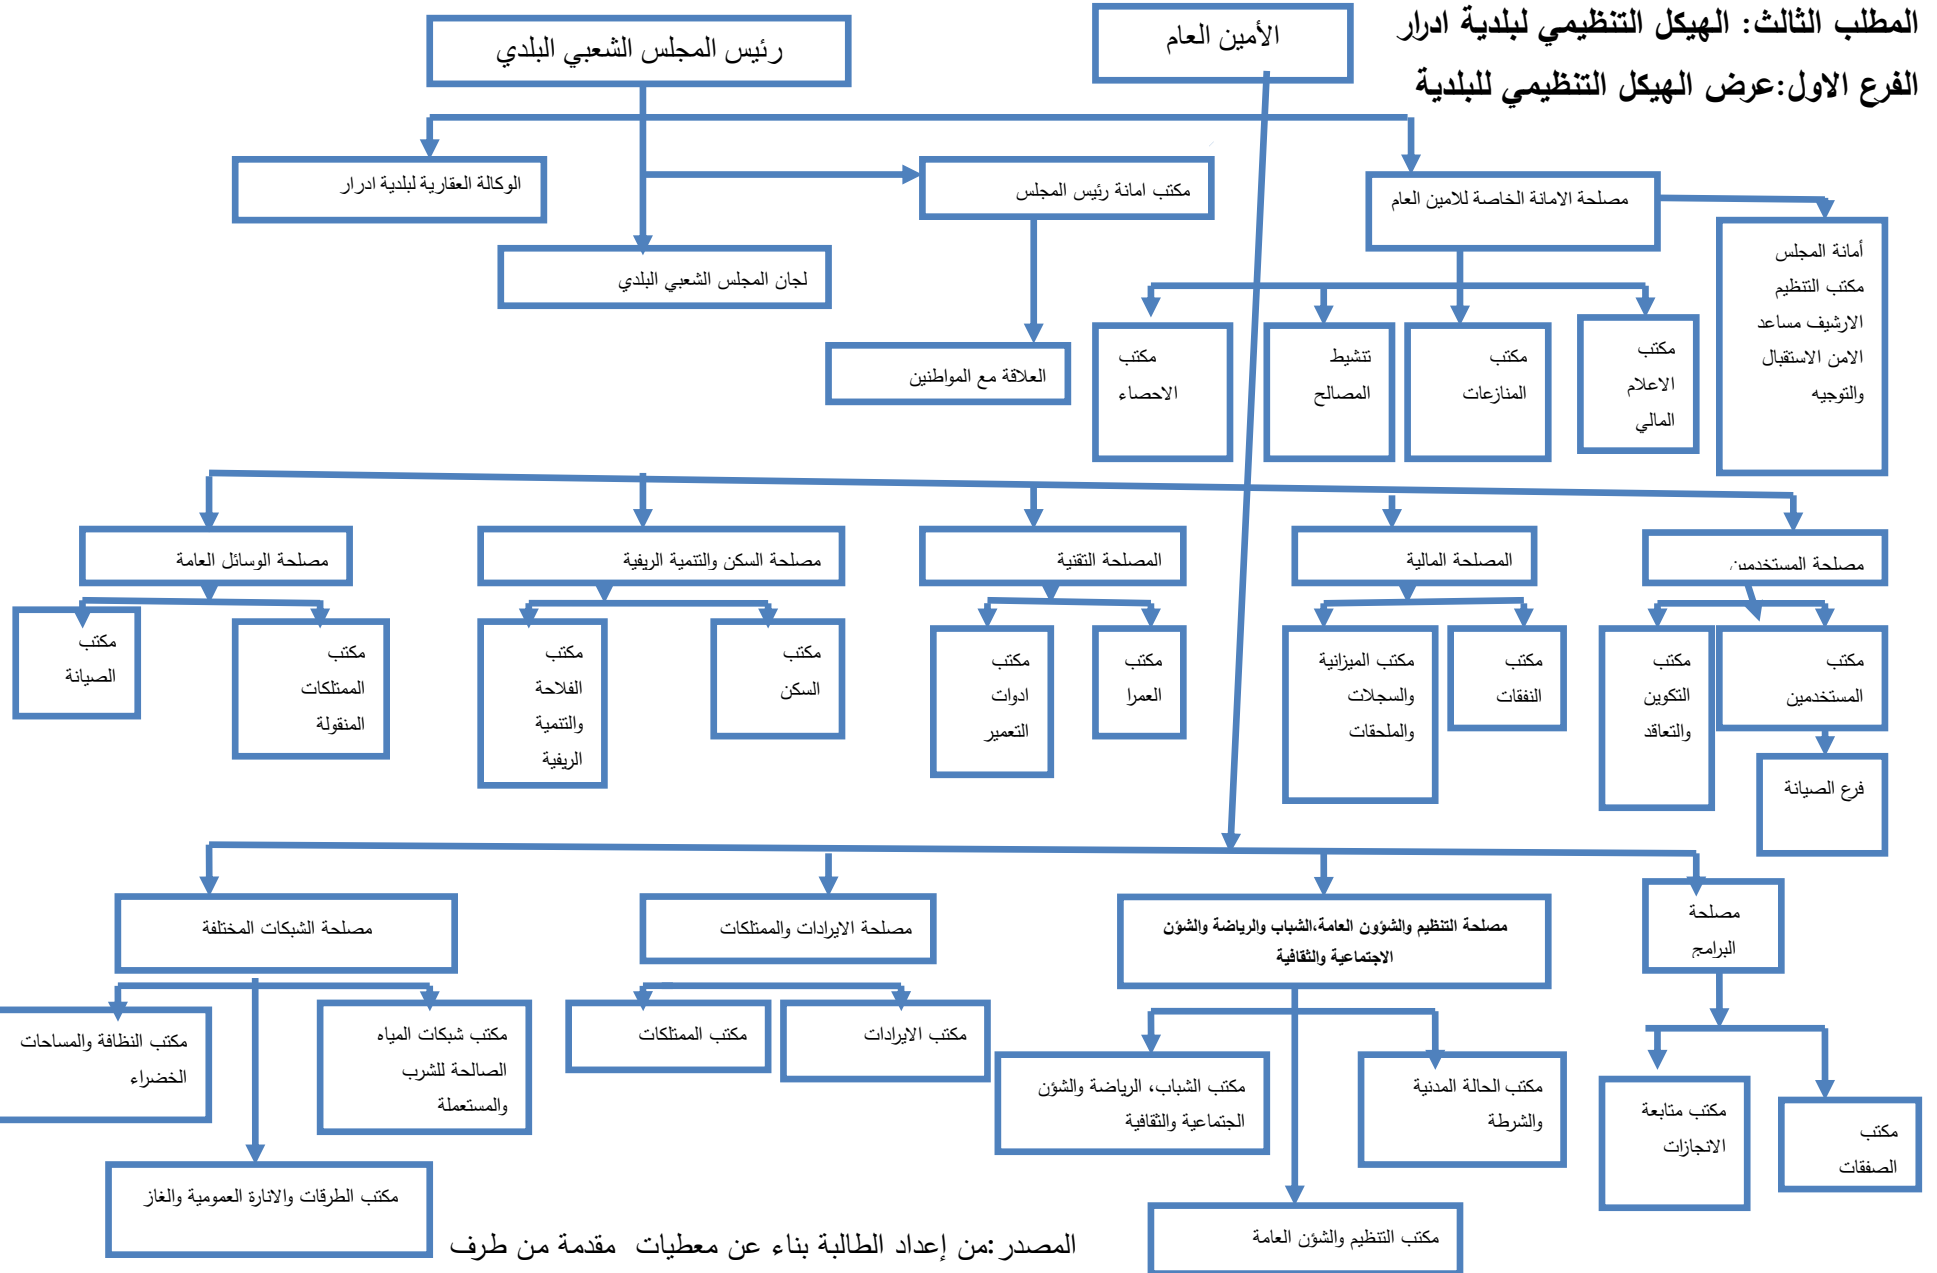 المطلب الثالث: الهيكل التنظيمي لبلدية ادرار
الفرع الاول:عرض الهيكل التنظيمي للبلدية
الأمين العام
رئيس المجلس الشعبي البلدي
مصلحة الامانة الخاصة للامين العام
مكتب امانة رئيس المجلس
الوكالة العقارية لبلدية ادرار
لجان المجلس الشعبي البلدي
العلاقة مع المواطنين
أمانة المجلس
مكتب التنظيم
الارشيف مساعد
الامن الاستقبال
والتوجيه
مكتب
الاعلام
المالي
مكتب
المنازعات
تنشيط
المصالح
مكتب
الاحصاء
مصلحة المستخدمين
المصلحة المالية
المصلحة التقنية
مصلحة السكن والتنمية الريفية
مصلحة الوسائل العامة
مكتب
المستخدمين
مكتب
التكوين
والتعاقد
مكتب
النفقات
مكتب الميزانية
والسجلات
والملحقات
مكتب
العمرا
مكتب
ادوات
التعمير
مكتب
السكن
مكتب
الفلاحة
والتنمية
الريفية
مكتب
الممتلكات
المنقولة
مكتب
الصيانة
فرع الصيانة
مصلحة
البرامج
مصلحة التنظيم والشؤون العامة،الشباب والرياضة والشؤن
الاجتماعية والثقافية
مصلحة الايرادات والممتلكات
مصلحة الشبكات المختلفة
مكتب
الصفقات
مكتب متابعة
الانجازات
مكتب الحالة المدنية
والشرطة
مكتب الشباب، الرياضة والشؤن
الجتماعية والثقافية
مكتب التنظيم والشؤن العامة
مكتب الايرادات
مكتب الممتلكات
مكتب شبكات المياه
الصالحة للشرب
والمستعملة
مكتب النظافة والمساحات
الخضراء
مكتب الطرقات والانارة العمومية والغاز
المصدر:من إعداد الطالبة بناء عن معطيات مقدمة من طرف